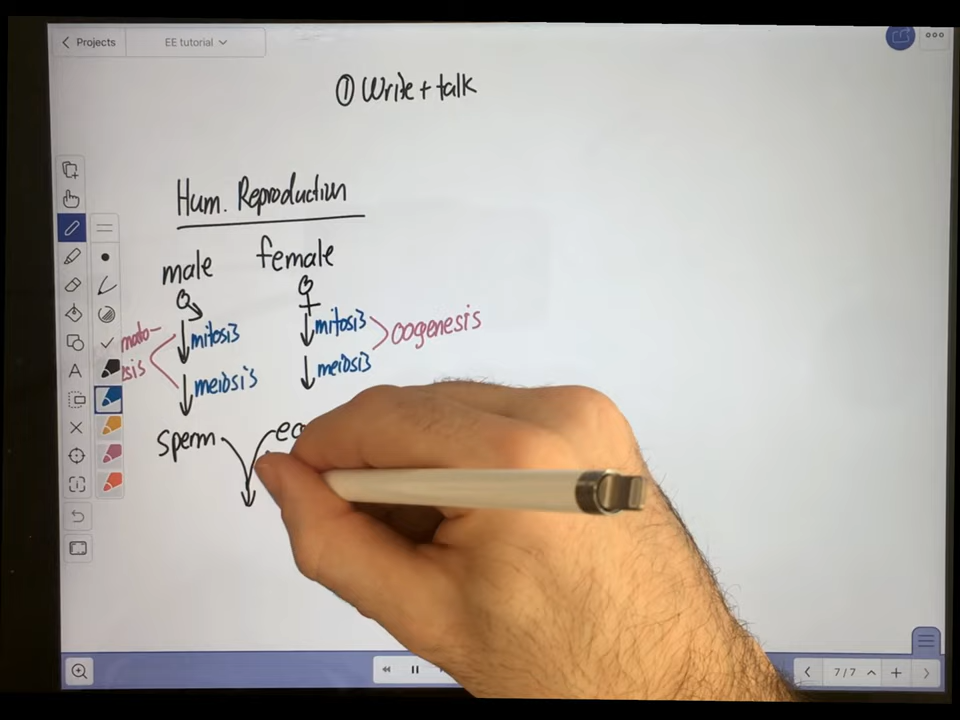 Projects
EE tutorial
① Write + talk
Hum. Reproduction
male
female
mitosis
mitosis
oogenesis
meiosis
meiosis
sperm
7/7